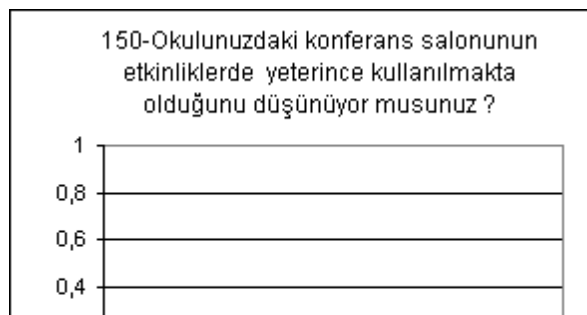 150-Okulunuzdaki konferans salonunun
etkinliklerde yeterince kullanılmakta
olduğunu düşünüyor musunuz ?
1
0,8
0,6
0,4